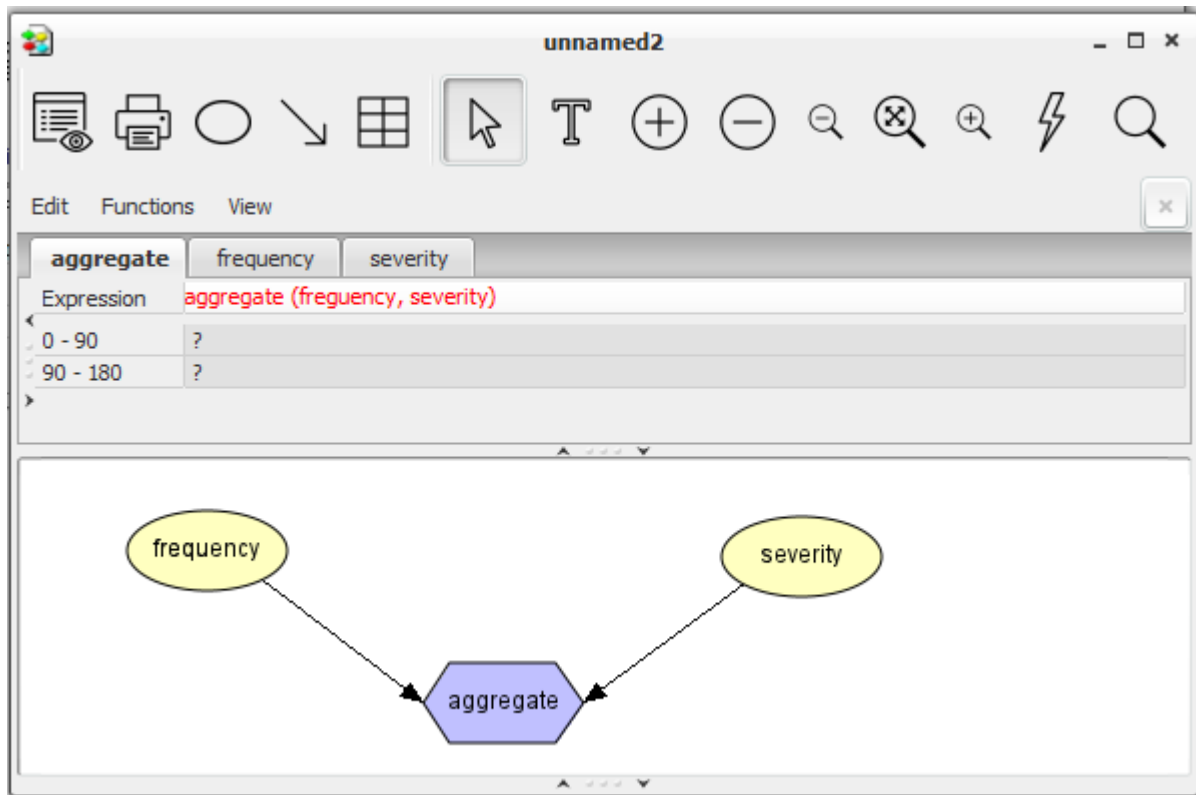 unnamed2
Edit Functions View
aggregate frequency severity
Expression aggregate (freguency, severity)
0 - 90 ?
90 - 180 ?
frequency severity
aggregate